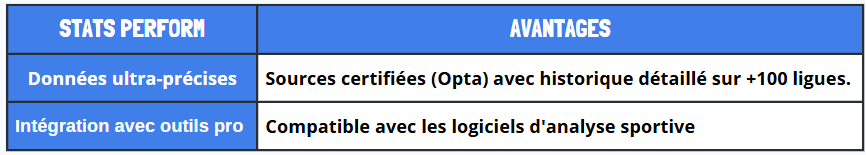 STATS PERFORM AVANTAGES
Données ultra-précises Sources certifiées (Opta) avec historique détaillé sur +100 ligues.
Intégration avec outils pro Compatible avec les logiciels d'analyse sportive